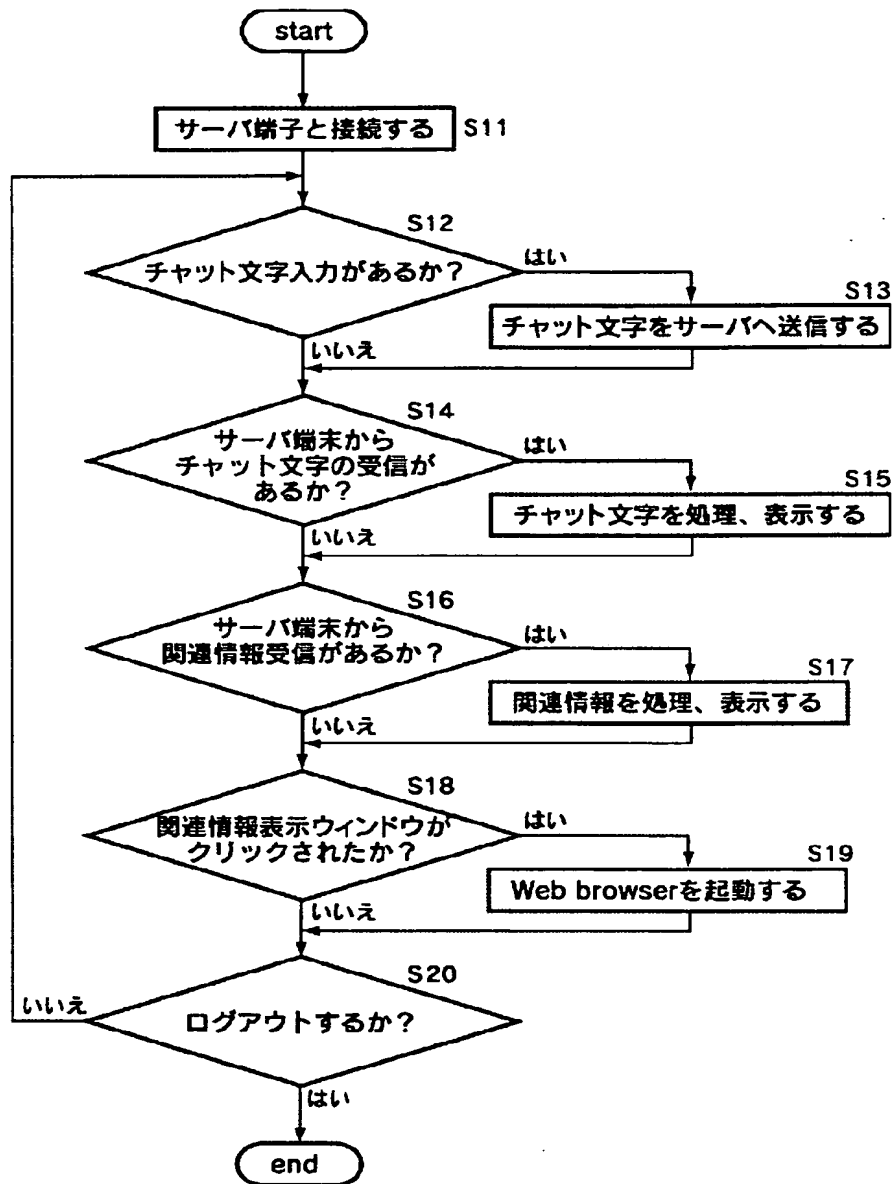 start
サーバ端子と接続する S11
S12
チャット文字入力があるか？
はい
S13
チャット文字をサーバへ送信する
いいえ
S14
サーバ端末から
チャット文字の受信が
あるか？
はい
S15
チャット文字を処理、表示する
いいえ
S16
サーバ端末から
関連情報受信があるか？
はい
S17
関連情報を処理、表示する
いいえ
S18
関連情報表示ウィンドウが
クリックされたか？
はい
S19
Web browserを起動する
いいえ
S20
ログアウトするか？
いいえ
はい
end